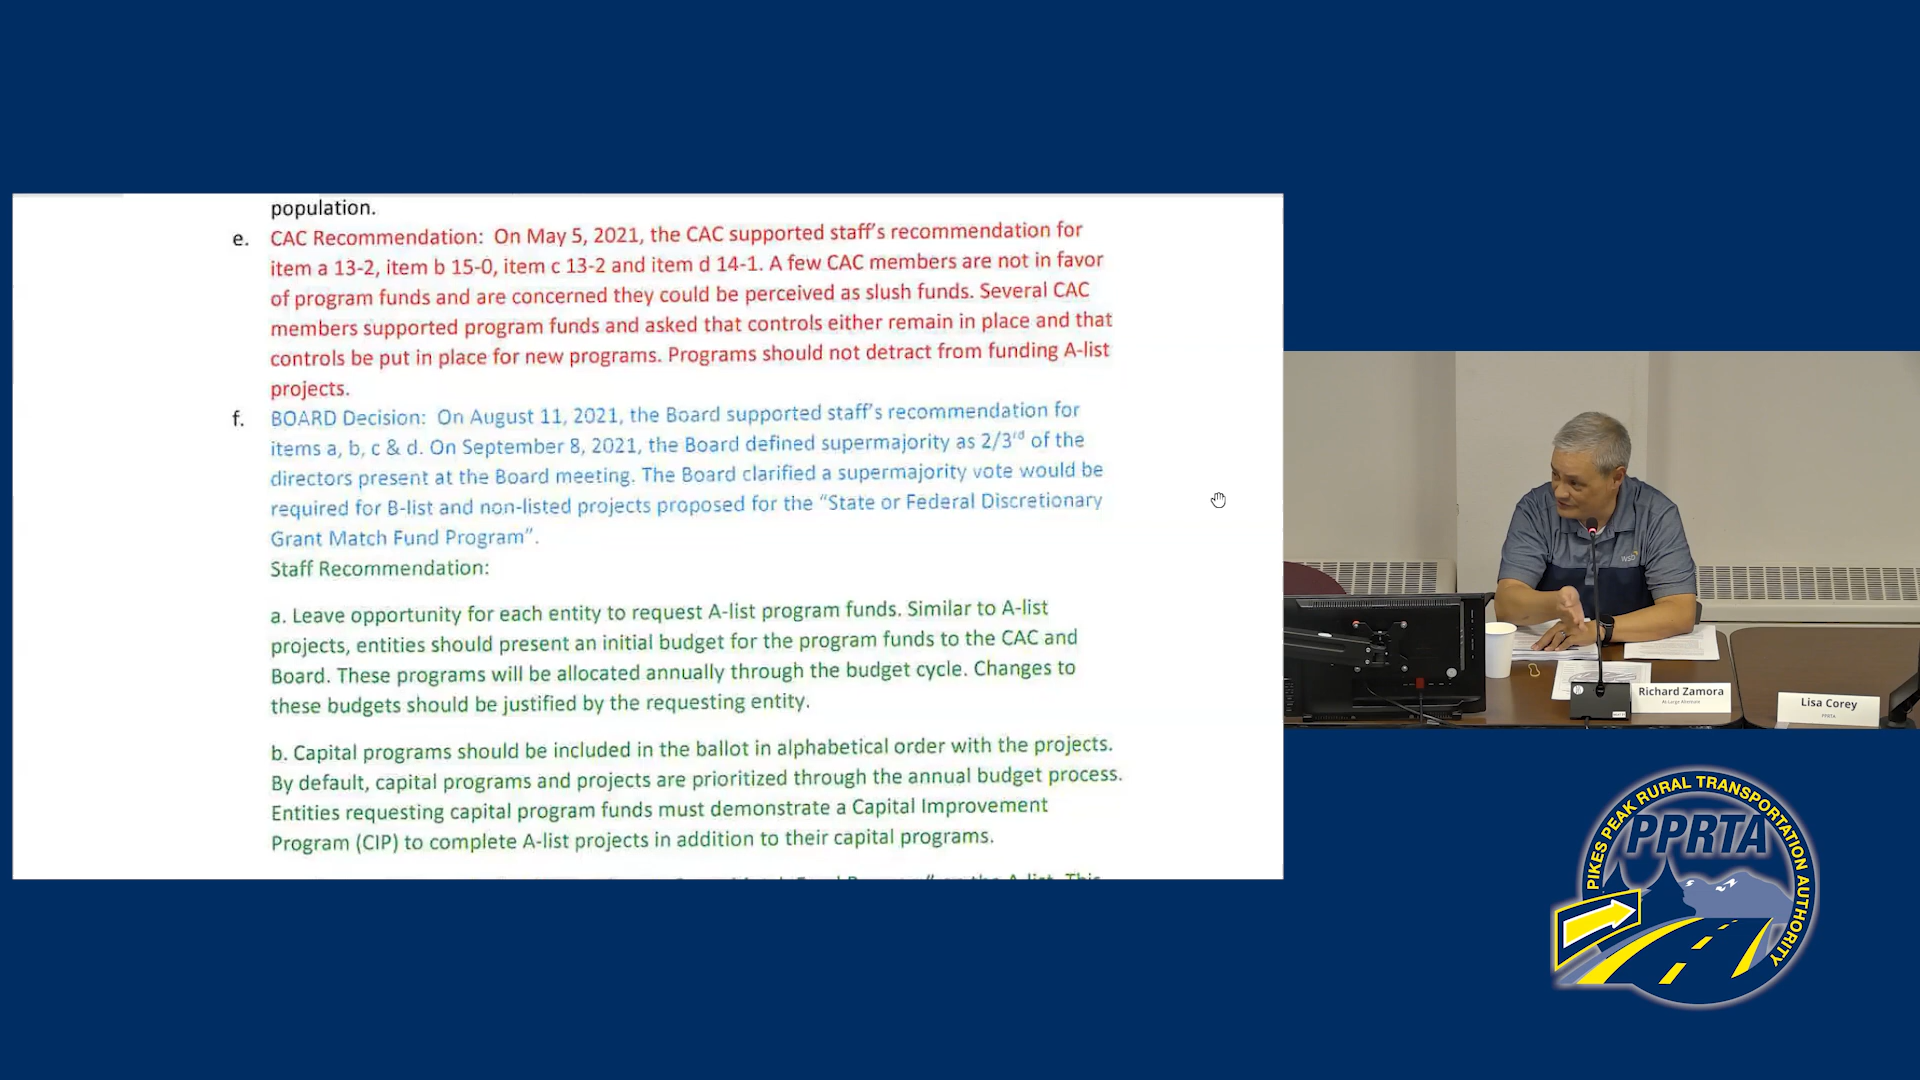 population.
e. CAC Recommendation: On May 5, 2021, the CAC supported staff's recommendation for
item a 13-2, item b 15-0, item c 13-2 and item d 14-1. A few CAC members are not in favor
of program funds and are concerned they could be perceived as slush funds. Several CAC
members supported program funds and asked that controls either remain in place and that
controls be put in place for new programs. Programs should not detract from funding A-list
projects.
f. BOARD Decision: On August 11, 2021, the Board supported staff's recommendation for
items a, b, c & d. On September 8, 2021, the Board defined supermajority as 2/3rd of the
directors present at the Board meeting. The Board clarified a supermajority vote would be
required for B-list and non-listed projects proposed for the “State or Federal Discretionary
Grant Match Fund Program”.
Staff Recommendation:
a. Leave opportunity for each entity to request A-list program funds. Similar to A-list
projects, entities should present an initial budget for the program funds to the CAC and
Board. These programs will be allocated annually through the budget cycle. Changes to
these budgets should be justified by the requesting entity.
b. Capital programs should be included in the ballot in alphabetical order with the projects.
By default, capital programs and projects are prioritized through the annual budget process.
Entities requesting capital program funds must demonstrate a Capital Improvement
Program (CIP) to complete A-list projects in addition to their capital programs.
the A-list. This
Richard Zamora
At-Large Alternate
Lisa Corey
PPRTA
PIKES PEAK RURAL TRANSPORTATION AUTHORITY
PPRTA